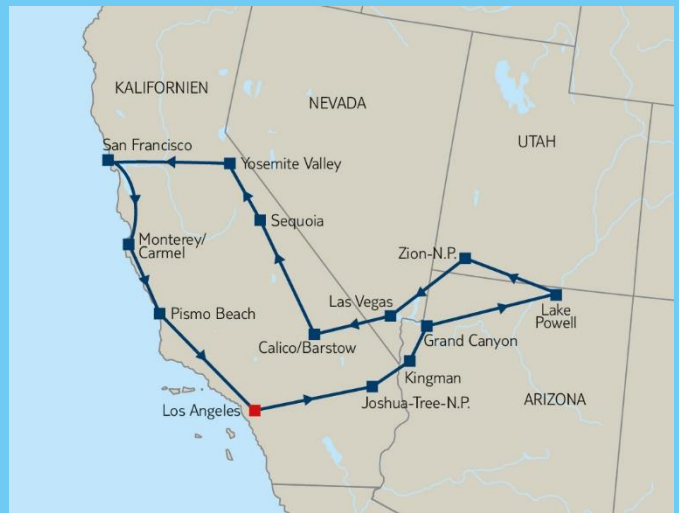 KALIFORNIEN
NEVADA
UTAH
San Francisco
Yosemite Valley
Sequoia
Monterey/
Carmel
Zion-N.P.
Las Vegas
Lake
Powell
Pismo Beach
Calico/Barstow
Grand Canyon
Kingman
Joshua-Tree-N.P.
ARIZONA
Los Angeles